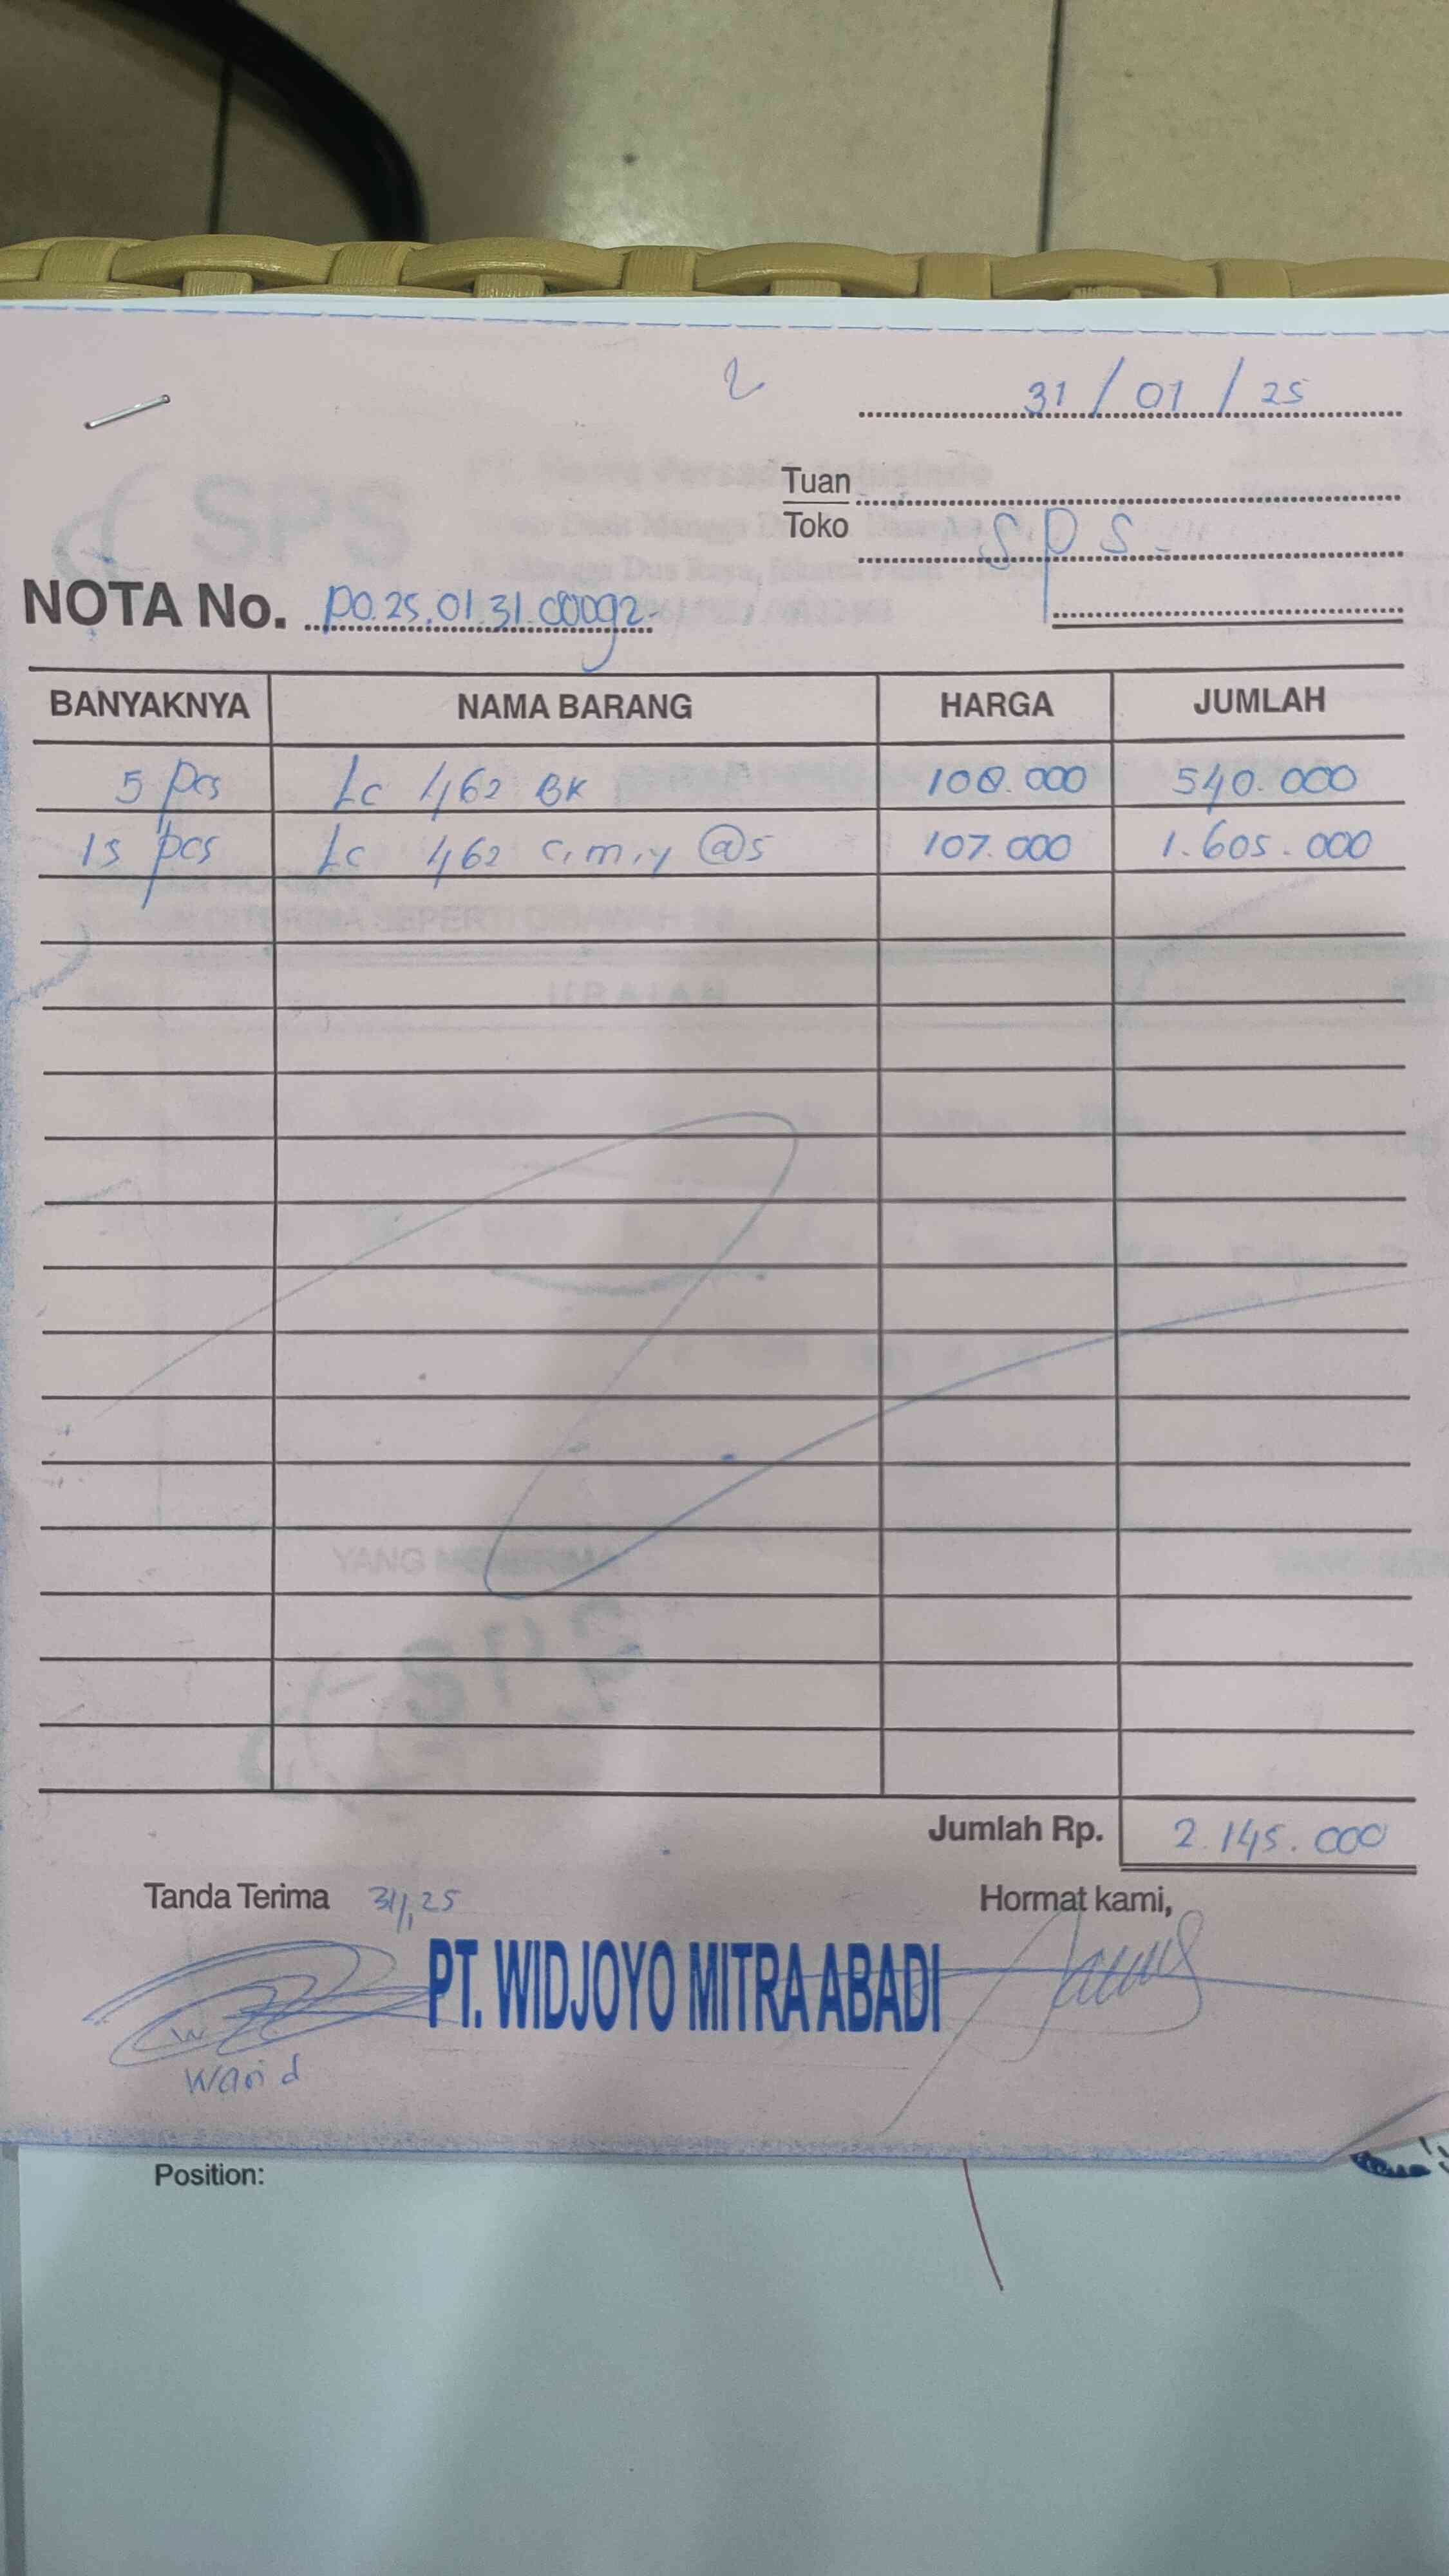 2
31 / 01 / 25
Tuan
Toko SPS.
SPS
NOTA No. PO.25.01.31.00092-
BANYAKNYA NAMA BARANG HARGA JUMLAH
5 pcs Lc 462 BK 108.000 540.000
15 pcs Lc 462 c,m,y @5 107.000 1.605.000
Jumlah Rp. 2.145.000
Tanda Terima 31/1 25 Hormat kami,
PT. WIDJOYO MITRA ABADI
Warid
Position: